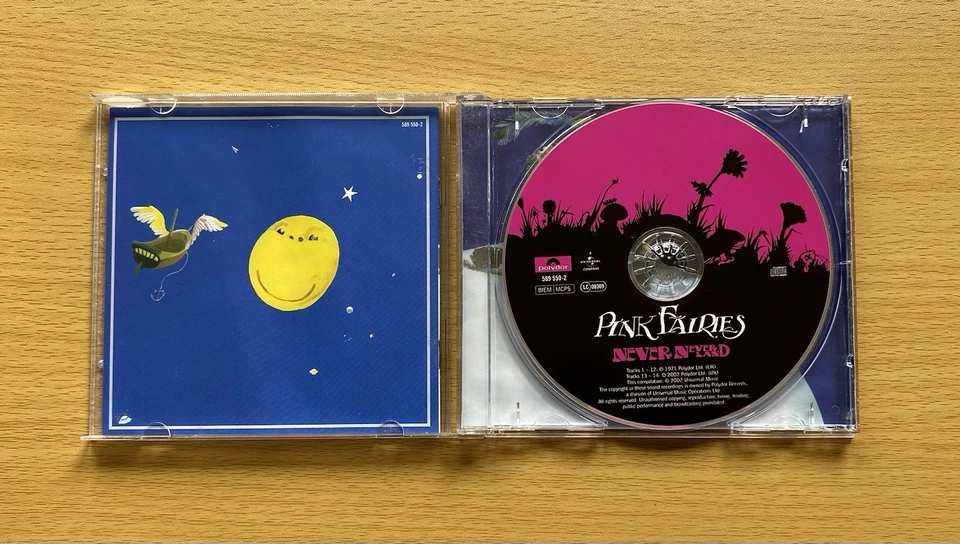 589 550-2
Polydor
589 550-2
BIEM MCPS
LC 00309
COMPANY
PINK FAIRIES
NEVER NEVERLAND
Tracks 1 - 12: © 1971 Polydor Ltd. (UK)
Tracks 13 - 14: © 2002 Polydor Ltd. (UK)
This compilation: © 2002 Universal Music
The copyright in these sound recordings is owned by Polydor Records,
a division of Universal Music Operations Ltd.
All rights reserved. Unauthorised copying, reproduction, hiring, lending,
public performance and broadcasting prohibited.